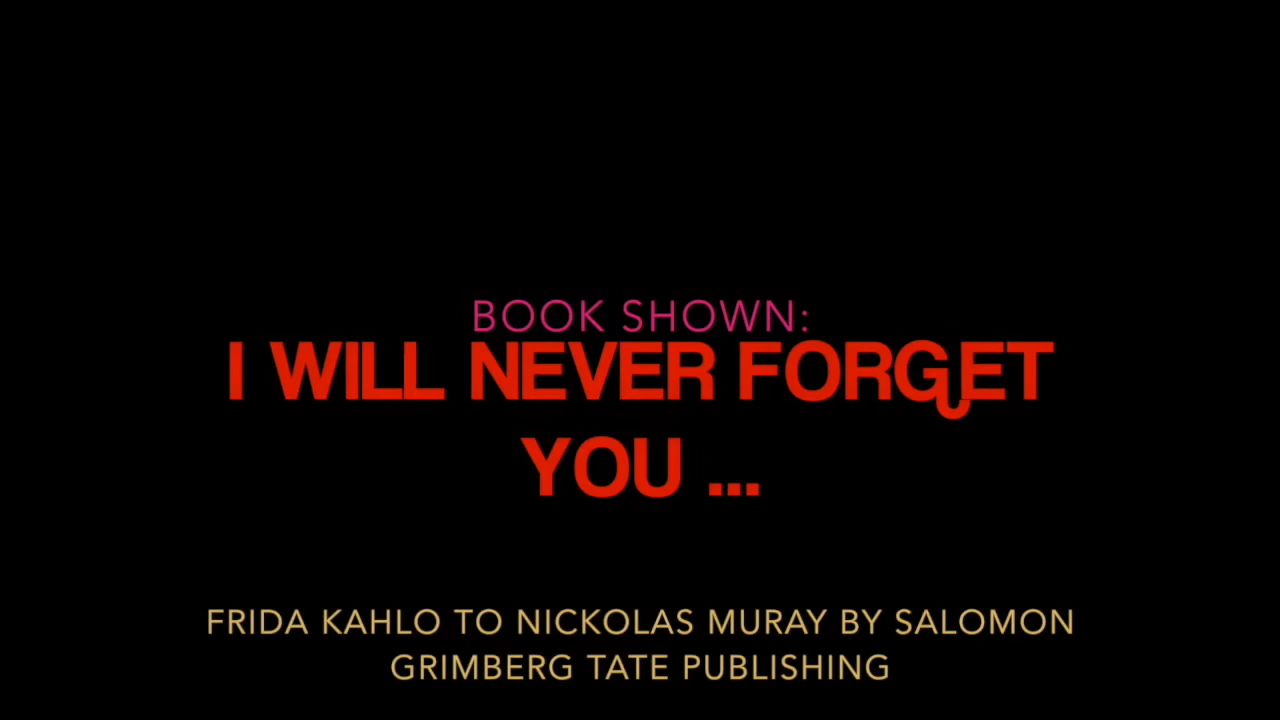 BOOK SHOWN:
I WILL NEVER FORGET
YOU ...
FRIDA KAHLO TO NICKOLAS MURAY BY SALOMON
GRIMBERG TATE PUBLISHING